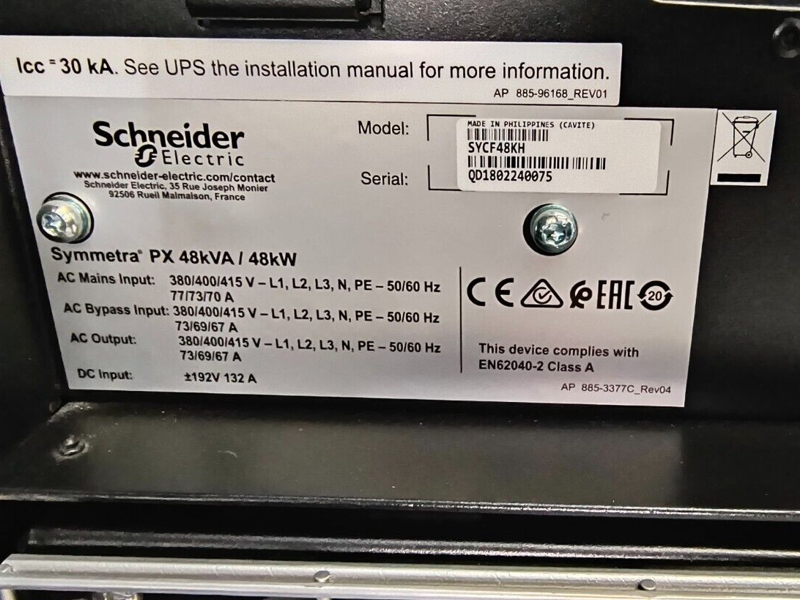 Icc = 30 kA. See UPS the installation manual for more information.
AP 885-96168_REV01
Schneider
Electric
www.schneider-electric.com/contact
Schneider Electric, 35 Rue Joseph Monier
92506 Rueil Malmaison, France
Model:
MADE IN PHILIPPINES (CAVITE)
SYCF48KH
Serial:
QD1802240075
Symmetra® PX 48kVA / 48kW
AC Mains Input: 380/400/415 V – L1, L2, L3, N, PE – 50/60 Hz
77/73/70 A
AC Bypass Input: 380/400/415 V – L1, L2, L3, N, PE – 50/60 Hz
73/69/67 A
AC Output: 380/400/415 V – L1, L2, L3, N, PE – 50/60 Hz
73/69/67 A
DC Input: ±192V 132 A
CE EAC 20
This device complies with
EN62040-2 Class A
AP 885-3377C_Rev04